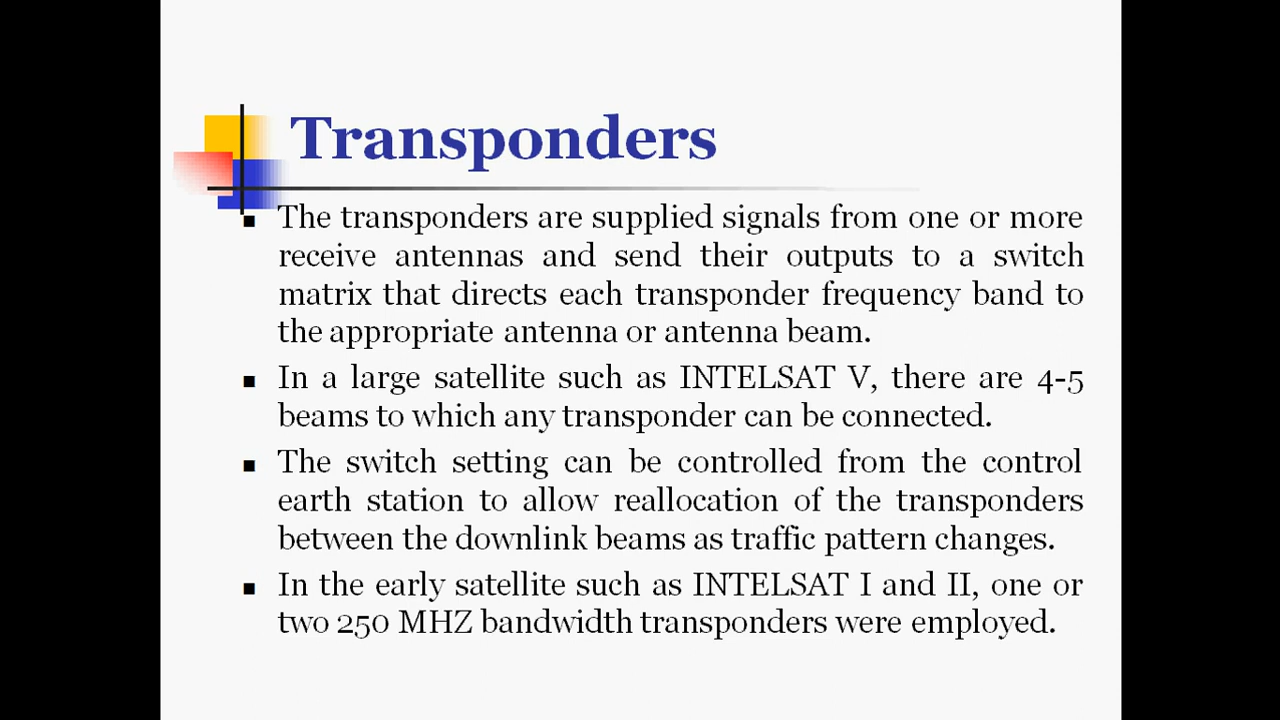 Transponders
▪ The transponders are supplied signals from one or more
receive antennas and send their outputs to a switch
matrix that directs each transponder frequency band to
the appropriate antenna or antenna beam.
▪ In a large satellite such as INTELSAT V, there are 4-5
beams to which any transponder can be connected.
▪ The switch setting can be controlled from the control
earth station to allow reallocation of the transponders
between the downlink beams as traffic pattern changes.
▪ In the early satellite such as INTELSAT I and II, one or
two 250 MHZ bandwidth transponders were employed.